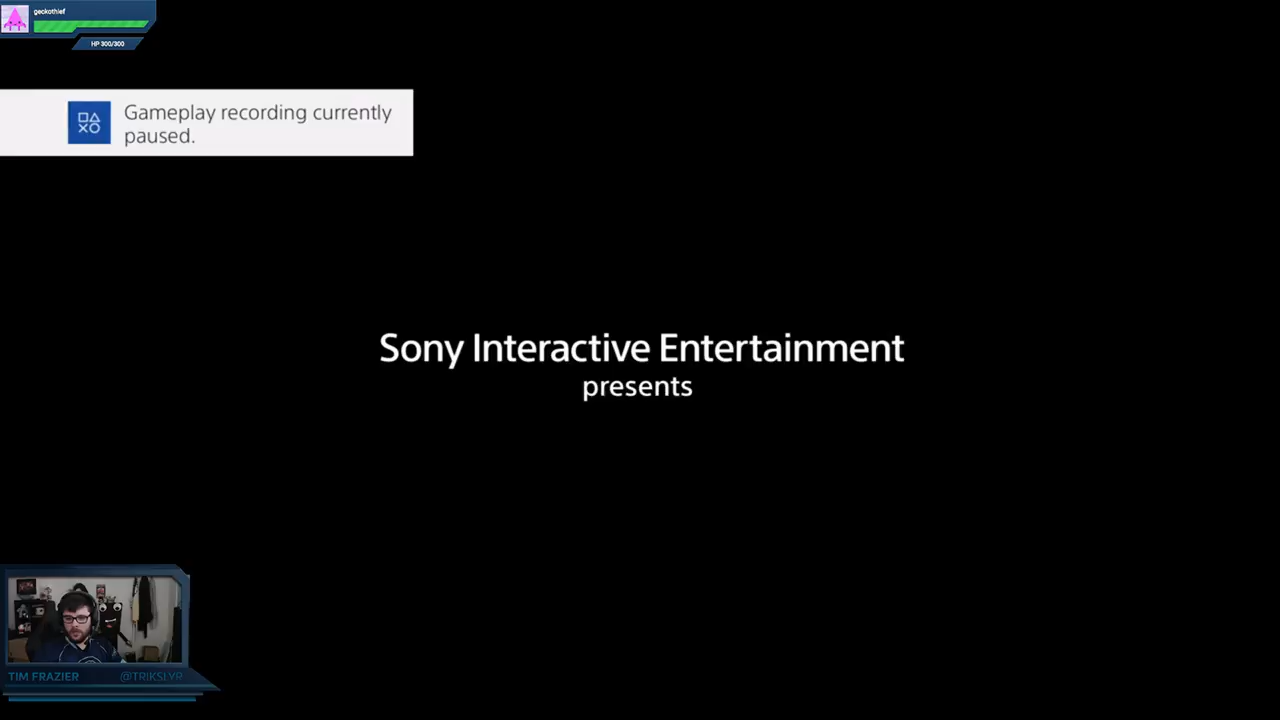 geckothief
HP 300/300
Gameplay recording currently
paused.
Sony Interactive Entertainment
presents
TIM FRAZIER @TRIKSLYR